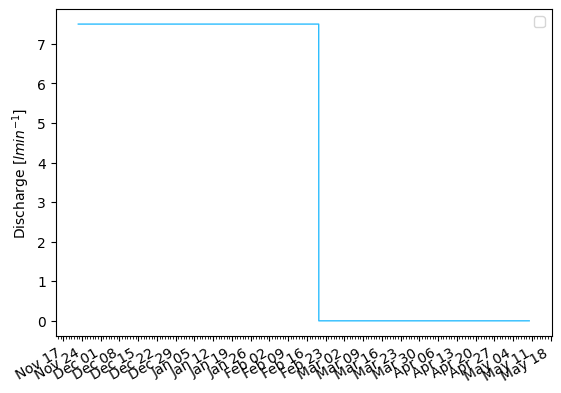 Discharge [lmin⁻¹]
7
6
5
4
3
2
1
0
Nov 17
Nov 24
Dec 01
Dec 08
Dec 15
Dec 22
Dec 29
Jan 05
Jan 12
Jan 19
Jan 26
Feb 02
Feb 09
Feb 16
Feb 23
Mar 02
Mar 09
Mar 16
Mar 23
Mar 30
Apr 06
Apr 13
Apr 20
Apr 27
May 04
May 11
May 18